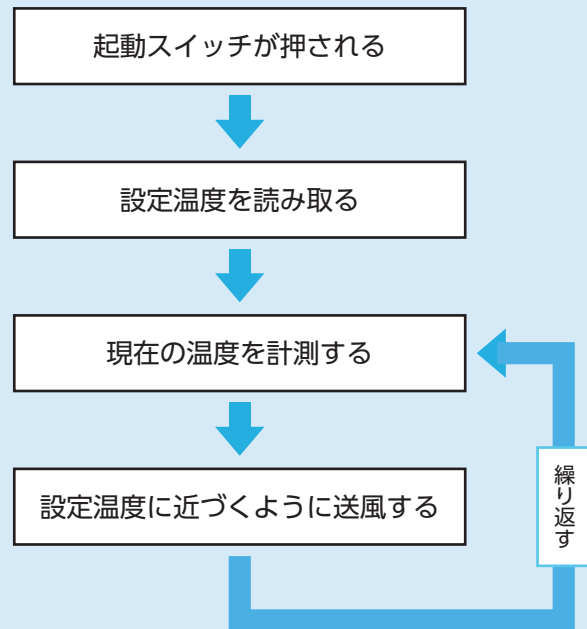 起動スイッチが押される
設定温度を読み取る
現在の温度を計測する
設定温度に近づくように送風する
繰り返す